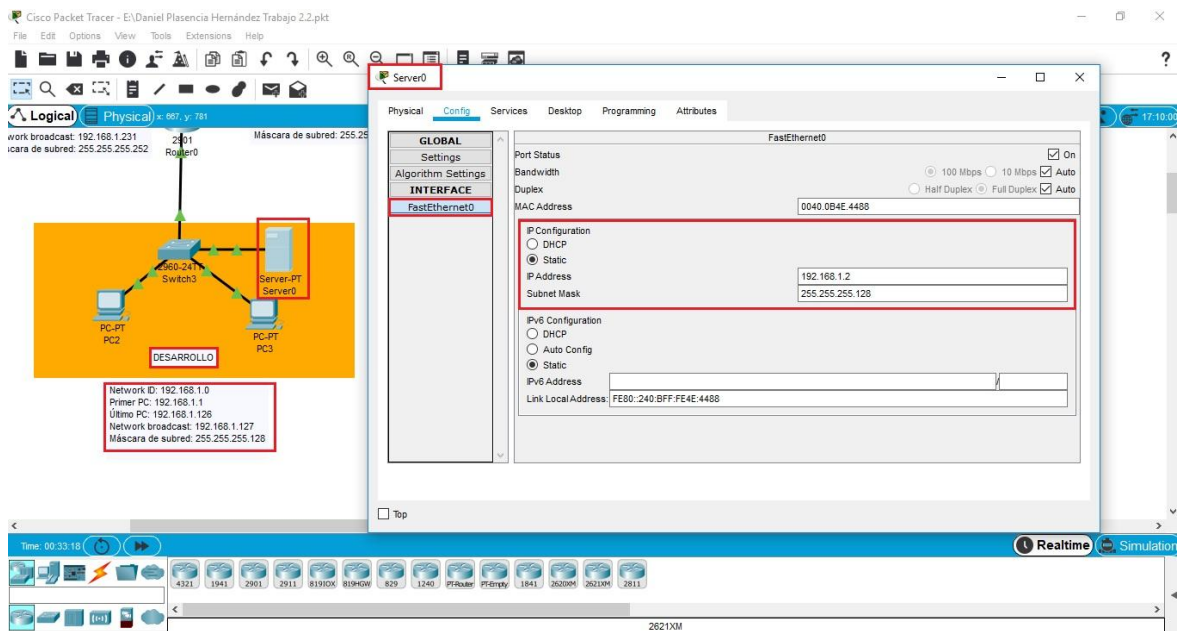 Cisco Packet Tracer - E:\Daniel Plasencia Hernández Trabajo 2.2.pkt
File Edit Options View Tools Extensions Help
?
Server0
Logical
Physical
x: 667, y: 781
17:10:00
work broadcast: 192.168.1.231
scara de subred: 255.255.255.252
2901
Router0
Máscara de subred: 255.25
2960-24TT
Switch3
Server-PT
Server0
PC-PT
PC2
PC-PT
PC3
DESARROLLO
Network ID: 192.168.1.0
Primer PC: 192.168.1.1
Último PC: 192.168.1.126
Network broadcast: 192.168.1.127
Máscara de subred: 255.255.255.128
Physical Config Services Desktop Programming Attributes
GLOBAL
Settings
Algorithm Settings
INTERFACE
FastEthernet0
FastEthernet0
Port Status On
Bandwidth 100 Mbps 10 Mbps Auto
Duplex Half Duplex Full Duplex Auto
MAC Address 0040.0B4E.4488
IP Configuration
DHCP
Static
IP Address 192.168.1.2
Subnet Mask 255.255.255.128
IPv6 Configuration
DHCP
Auto Config
Static
IPv6 Address /
Link Local Address: FE80::240:BFF:FE4E:4488
Top
Time: 00:33:18
Realtime
Simulation
4321 1941 2901 2911 819IOX 819HGW 829 1240 PT-Router PT-Empty 1841 2620XM 2621XM 2811
2621XM